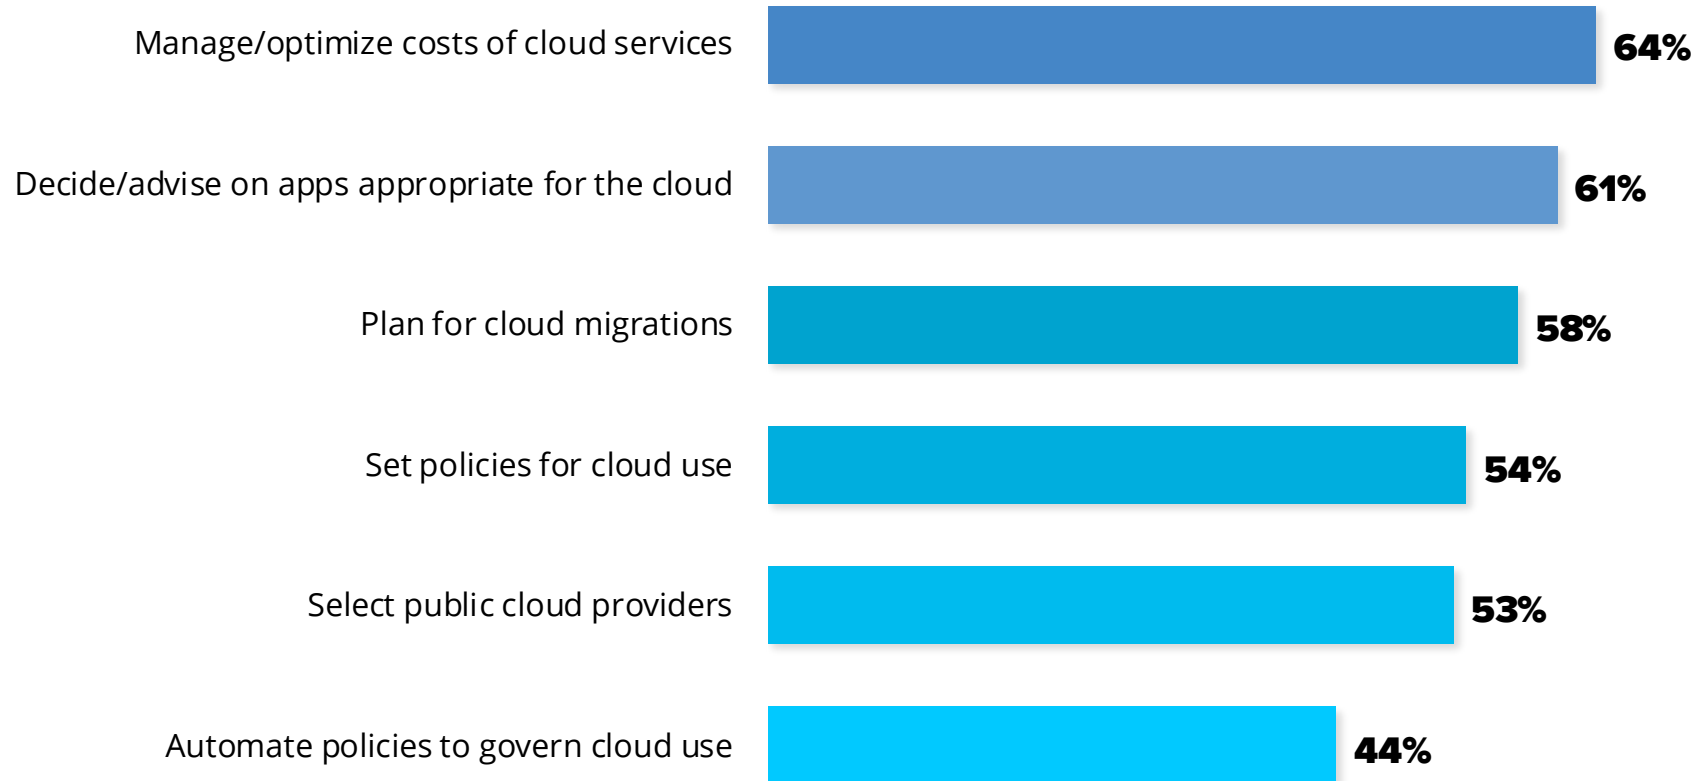 Manage/optimize costs of cloud services 64%
Decide/advise on apps appropriate for the cloud 61%
Plan for cloud migrations 58%
Set policies for cloud use 54%
Select public cloud providers 53%
Automate policies to govern cloud use 44%